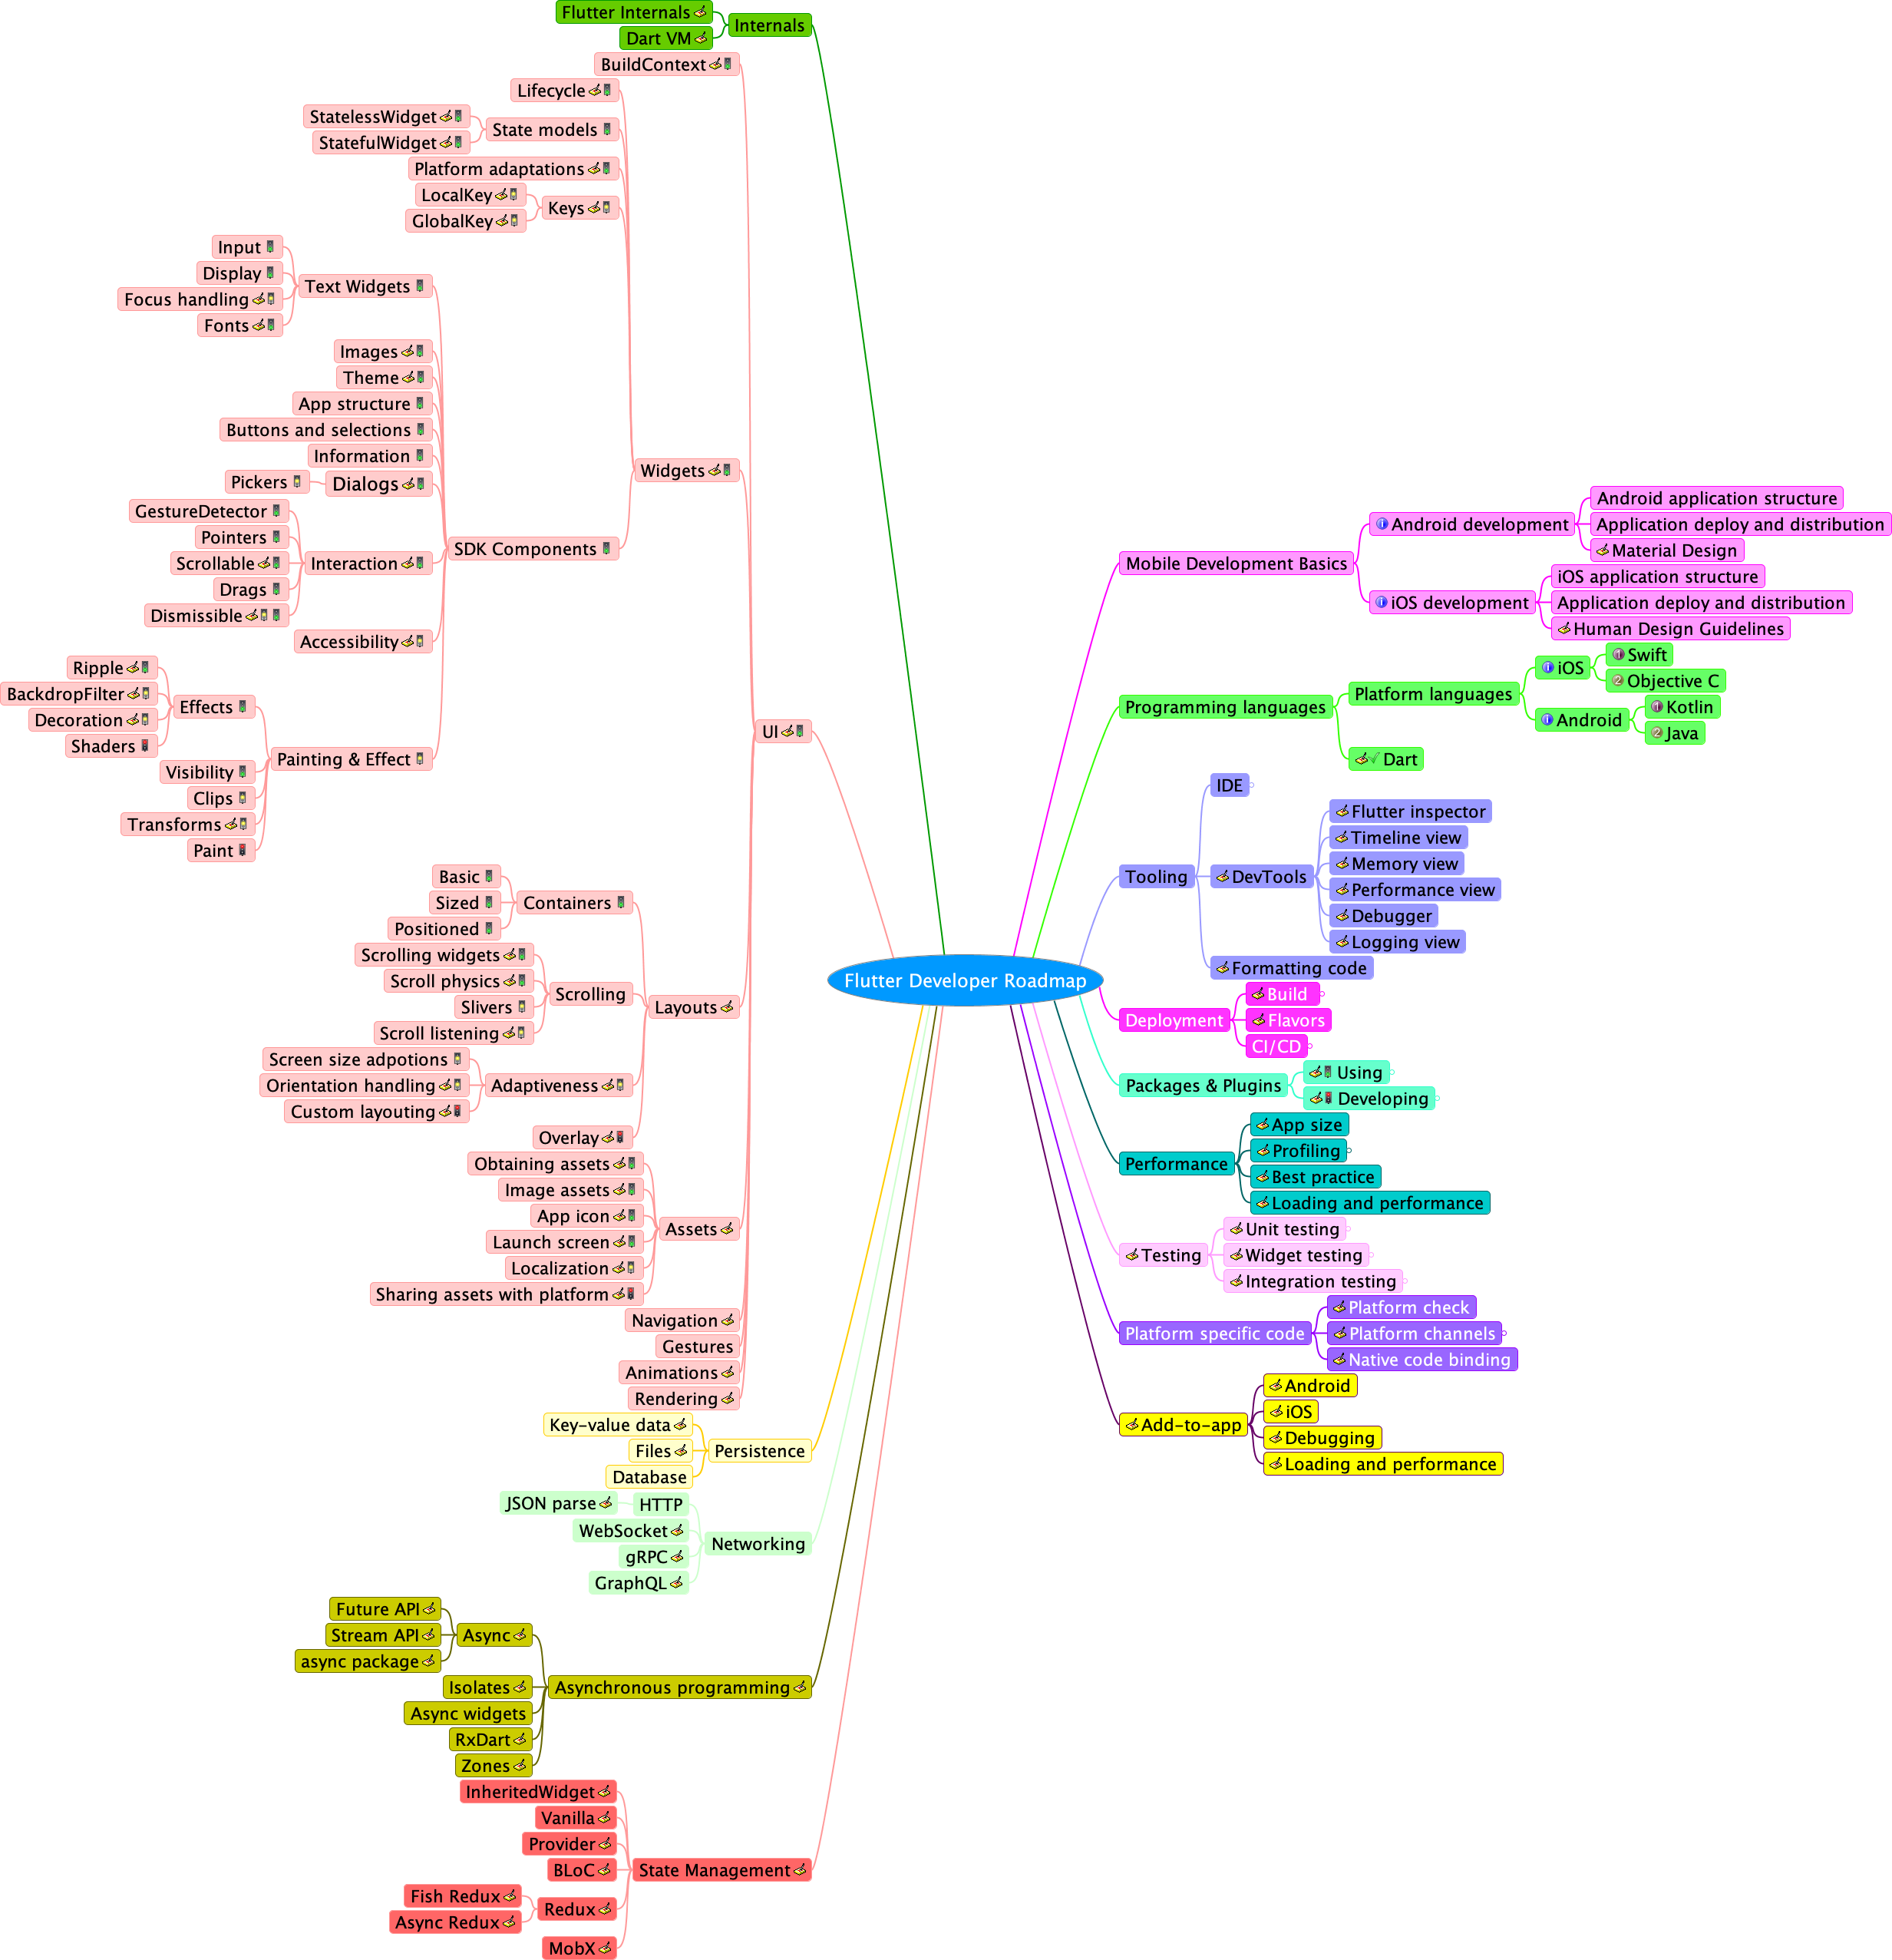 Flutter Developer Roadmap
Internals
Flutter Internals
Dart VM
UI
BuildContext
Widgets
Lifecycle
State models
StatelessWidget
StatefulWidget
Platform adaptations
Keys
LocalKey
GlobalKey
SDK Components
Text Widgets
Input
Display
Focus handling
Fonts
Images
Theme
App structure
Buttons and selections
Information
Dialogs
Pickers
Interaction
GestureDetector
Pointers
Scrollable
Drags
Dismissible
Accessibility
Painting & Effect
Effects
Ripple
BackdropFilter
Decoration
Shaders
Visibility
Clips
Transforms
Paint
Layouts
Containers
Basic
Sized
Positioned
Scrolling
Scrolling widgets
Scroll physics
Slivers
Scroll listening
Adaptiveness
Screen size adpotions
Orientation handling
Custom layouting
Overlay
Assets
Obtaining assets
Image assets
App icon
Launch screen
Localization
Sharing assets with platform
Navigation
Gestures
Animations
Rendering
Persistence
Key-value data
Files
Database
Networking
HTTP
JSON parse
WebSocket
gRPC
GraphQL
Asynchronous programming
Async
Future API
Stream API
async package
Isolates
Async widgets
RxDart
Zones
State Management
InheritedWidget
Vanilla
Provider
BLoC
Redux
Fish Redux
Async Redux
MobX
Mobile Development Basics
1 Android development
Android application structure
Application deploy and distribution
Material Design
1 iOS development
iOS application structure
Application deploy and distribution
Human Design Guidelines
Programming languages
Platform languages
1 iOS
1 Swift
2 Objective C
1 Android
1 Kotlin
2 Java
Dart
Tooling
IDE
DevTools
Flutter inspector
Timeline view
Memory view
Performance view
Debugger
Logging view
Formatting code
Deployment
Build
Flavors
CI/CD
Packages & Plugins
Using
Developing
Performance
App size
Profiling
Best practice
Loading and performance
Testing
Unit testing
Widget testing
Integration testing
Platform specific code
Platform check
Platform channels
Native code binding
Add-to-app
Android
iOS
Debugging
Loading and performance